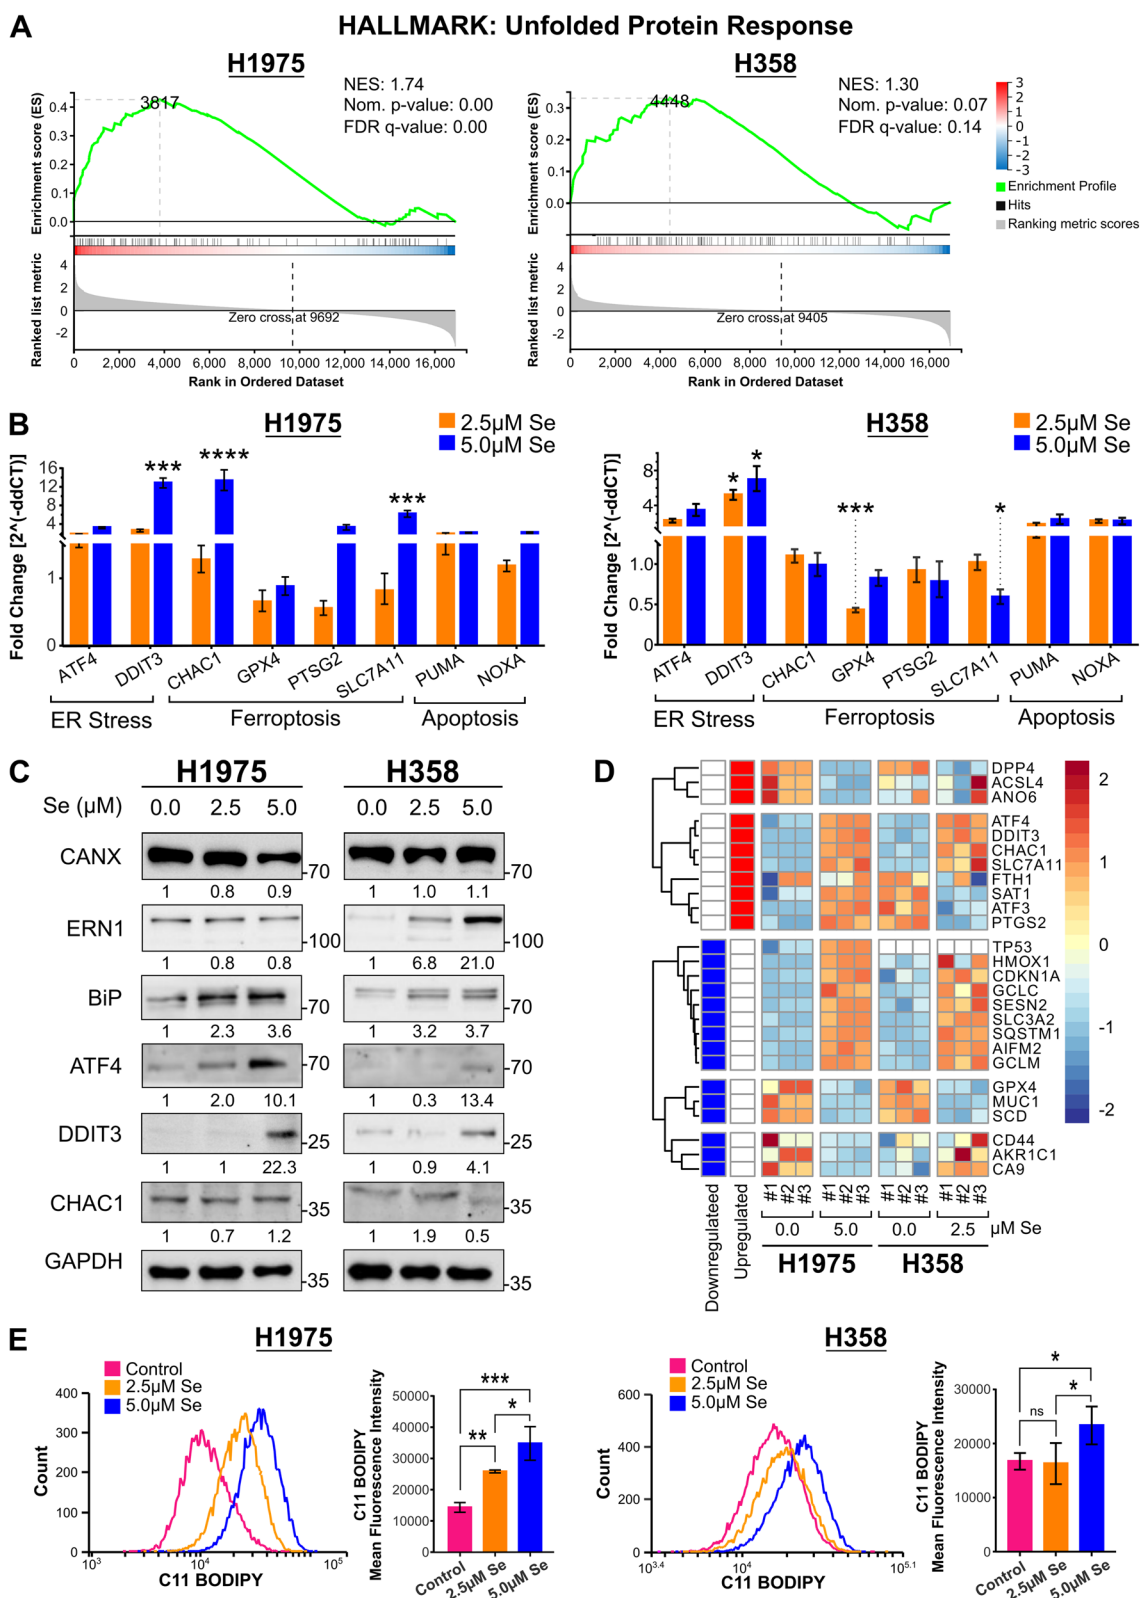 A
HALLMARK: Unfolded Protein Response
H1975
NES: 1.74
Nom. p-value: 0.00
FDR q-value: 0.00
3817
Enrichment score (ES)
0.4
0.3
0.2
0.1
0.0
Ranked list metric
4
2
0
-2
Zero cross at 9692
0 2,000 4,000 6,000 8,000 10,000 12,000 14,000 16,000
Rank in Ordered Dataset
H358
NES: 1.30
Nom. p-value: 0.07
FDR q-value: 0.14
4448
Enrichment score (ES)
0.3
0.2
0.1
0.0
Ranked list metric
4
2
0
-2
Zero cross at 9405
0 2,000 4,000 6,000 8,000 10,000 12,000 14,000 16,000
Rank in Ordered Dataset
3
2
1
0
-1
-2
-3
Enrichment Profile
Hits
Ranking metric scores
B
H1975
2.5µM Se
5.0µM Se
Fold Change [2^(-ddCT)]
16
12
8
4
1
0
*** **** ***
ATF4 DDIT3 CHAC1 GPX4 PTSG2 SLC7A11 PUMA NOXA
ER Stress Ferroptosis Apoptosis
H358
2.5µM Se
5.0µM Se
Fold Change [2^(-ddCT)]
8
4
1.0
0.5
0
* * *** *
ATF4 DDIT3 CHAC1 GPX4 PTSG2 SLC7A11 PUMA NOXA
ER Stress Ferroptosis Apoptosis
C
H1975 H358
Se (µM) 0.0 2.5 5.0 0.0 2.5 5.0
CANX -70 -70
1 0.8 0.9 1 1.0 1.1
ERN1 -100 -100
1 0.8 0.8 1 6.8 21.0
BiP -70 -70
1 2.3 3.6 1 3.2 3.7
ATF4 -70 -70
1 2.0 10.1 1 0.3 13.4
DDIT3 -25 -25
1 1 22.3 1 0.9 4.1
CHAC1 -35 -35
1 0.7 1.2 1 1.9 0.5
GAPDH -35 -35
D
DPP4
ACSL4
ANO6
ATF4
DDIT3
CHAC1
SLC7A11
FTH1
SAT1
ATF3
PTGS2
TP53
HMOX1
CDKN1A
GCLC
SESN2
SLC3A2
SQSTM1
AIFM2
GCLM
GPX4
MUC1
SCD
CD44
AKR1C1
CA9
2
1
0
-1
-2
Downregulated
Upregulated
#1 #2 #3 #1 #2 #3 #1 #2 #3 #1 #2 #3
0.0 5.0 0.0 2.5 µM Se
H1975 H358
E
H1975
Control
2.5µM Se
5.0µM Se
Count
400
300
200
100
0
10³ 10⁴ 10⁵
C11 BODIPY
C11 BODIPY
Mean Fluorescence Intensity
50000
40000
30000
20000
10000
0
***
*
**
Control 2.5µM Se 5.0µM Se
H358
Control
2.5µM Se
5.0µM Se
Count
600
400
200
0
10^3.4 10⁴ 10^5.1
C11 BODIPY
C11 BODIPY
Mean Fluorescence Intensity
30000
20000
10000
0
*
*
ns
Control 2.5µM Se 5.0µM Se